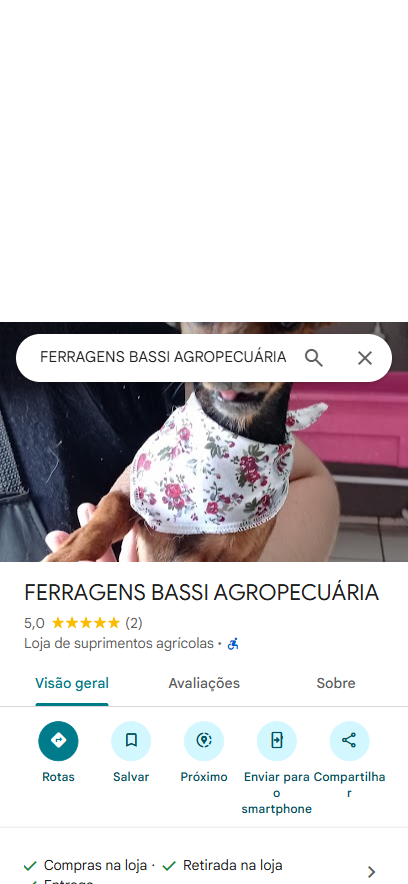 FERRAGENS BASSI AGROPECUÁRIA
FERRAGENS BASSI AGROPECUÁRIA
5,0 (2)
Loja de suprimentos agrícolas ·
Visão geral Avaliações Sobre
Rotas Salvar Próximo Enviar para o smartphone Compartilhar
Compras na loja · Retirada na loja
Entrega